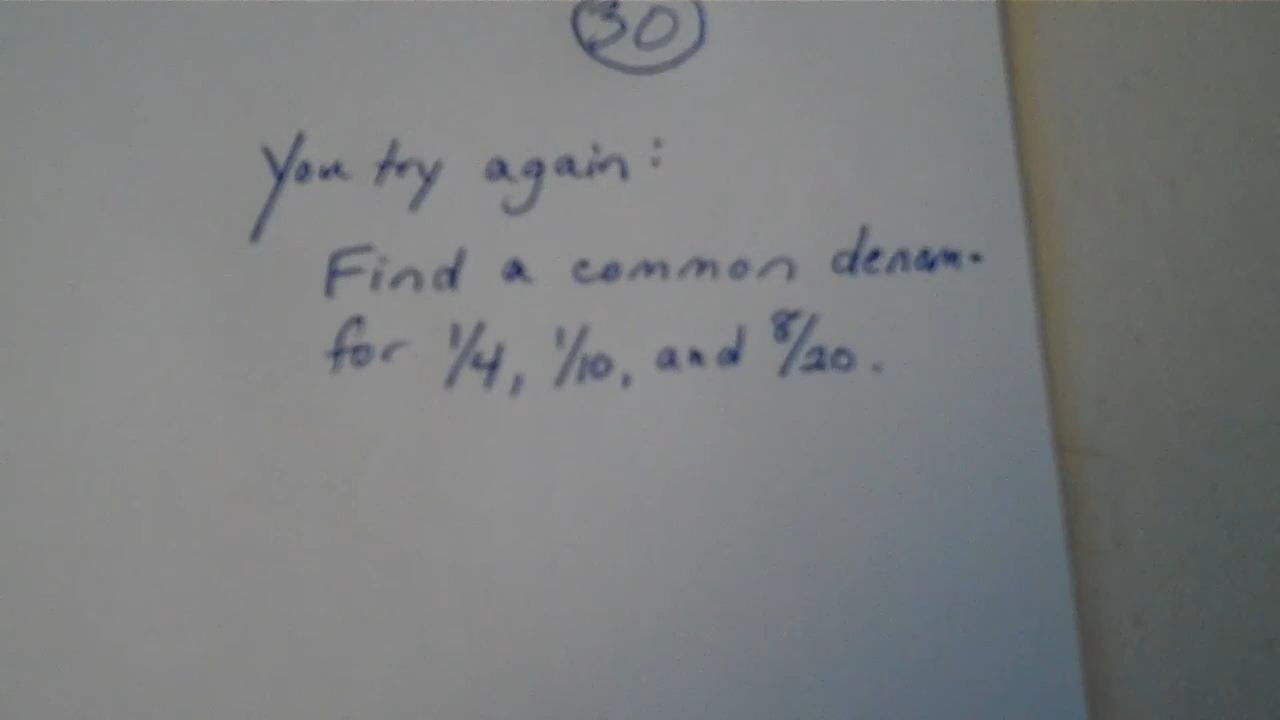 30
You try again:
Find a common denom.
for 1/4, 1/10, and 8/20.